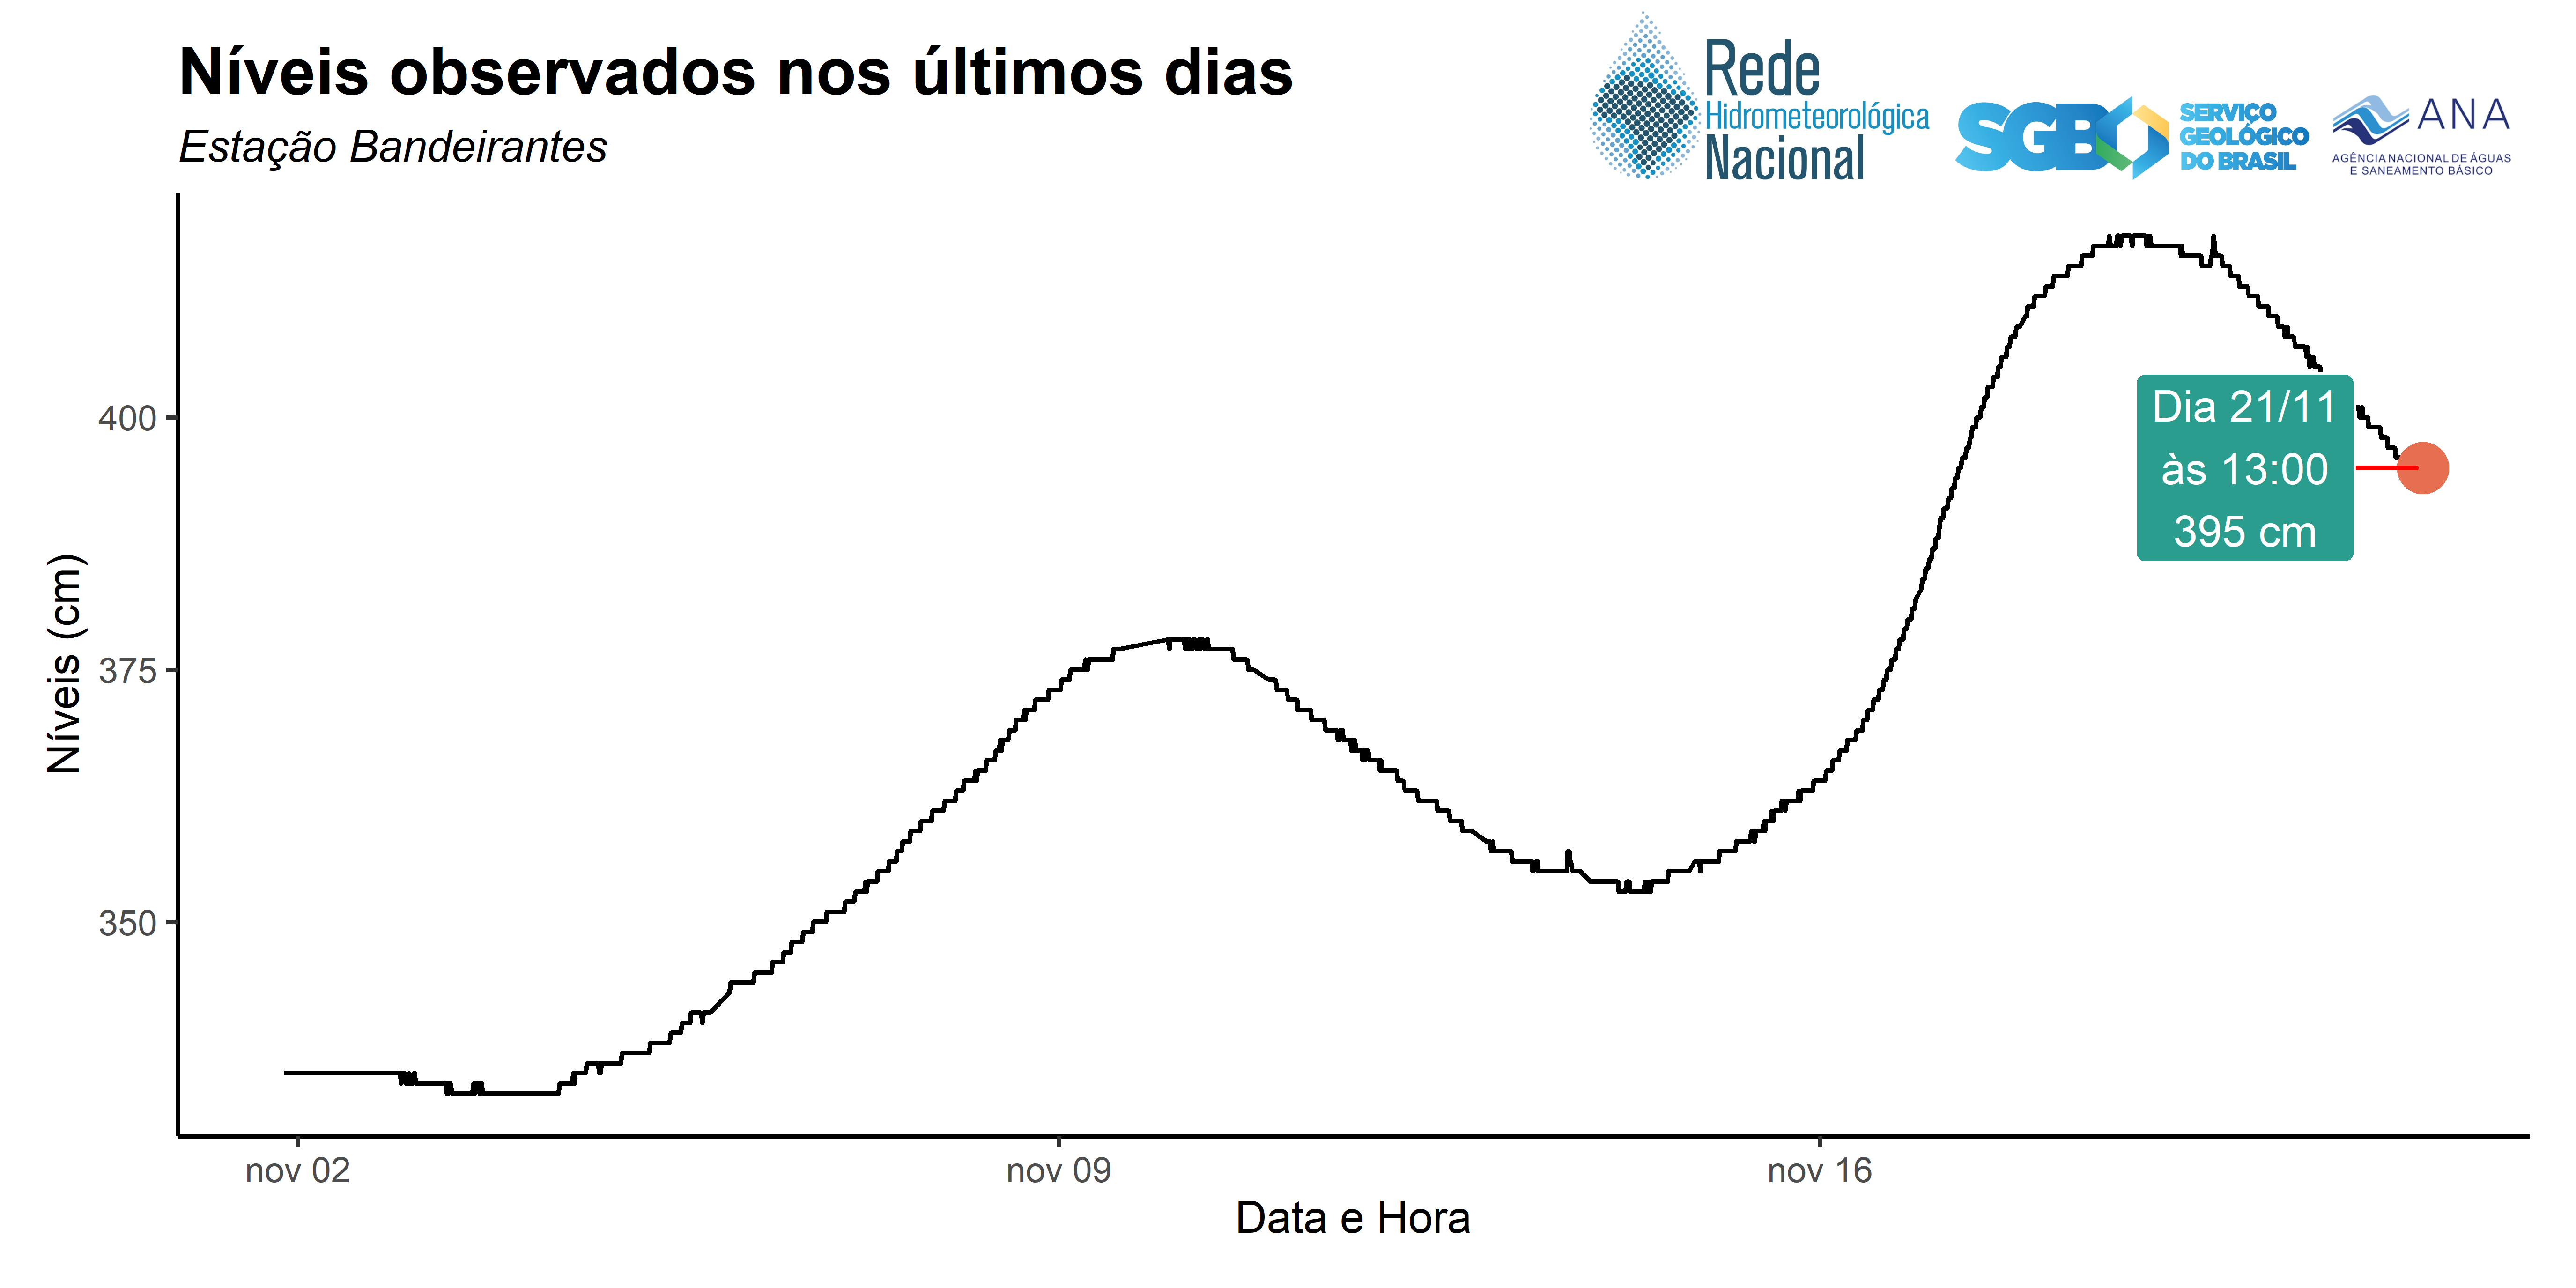 Níveis observados nos últimos dias
Estação Bandeirantes
Rede
Hidrometeorológica
Nacional
SGB
SERVIÇO
GEOLÓGICO
DO BRASIL
ANA
AGÊNCIA NACIONAL DE ÁGUAS
E SANEAMENTO BÁSICO
Níveis (cm)
400
375
350
Dia 21/11
às 13:00
395 cm
nov 02
nov 09
nov 16
Data e Hora